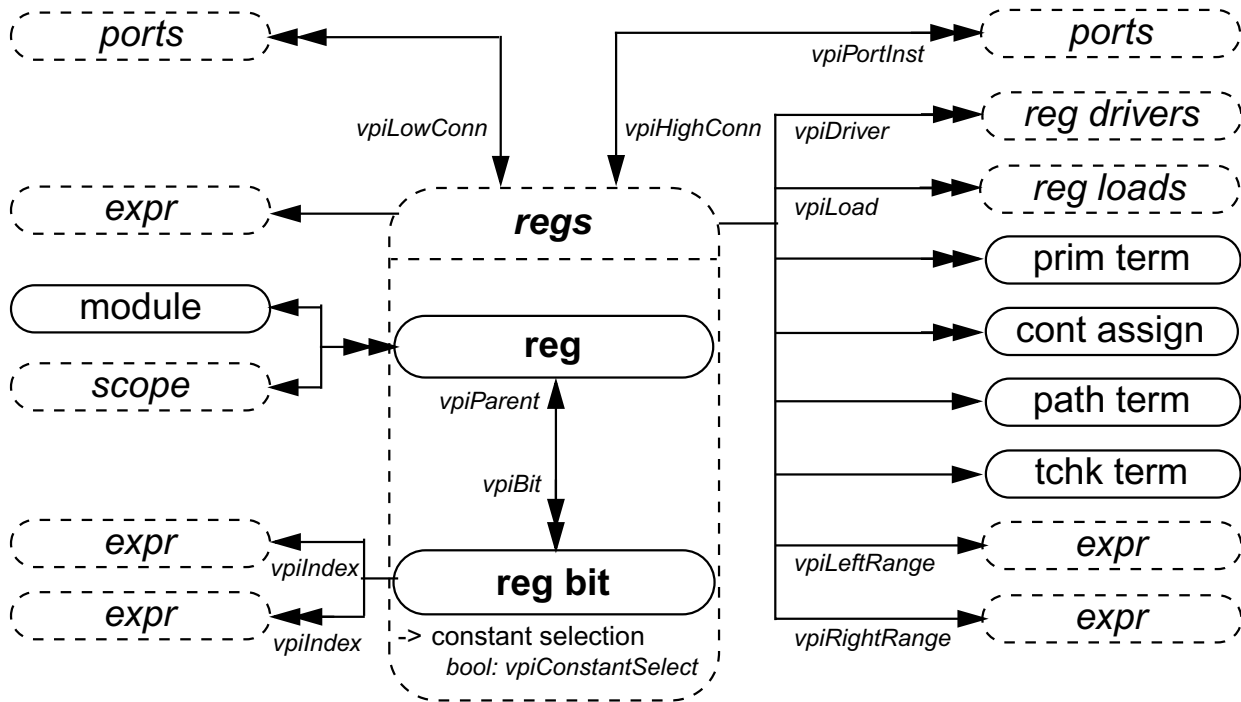 ports
ports
vpiPortInst
vpiLowConn
vpiHighConn
vpiDriver
reg drivers
expr
regs
vpiLoad
reg loads
prim term
module
reg
cont assign
scope
vpiParent
path term
vpiBit
tchk term
expr
vpiIndex
reg bit
vpiLeftRange
expr
expr
vpiIndex
-> constant selection
bool: vpiConstantSelect
vpiRightRange
expr